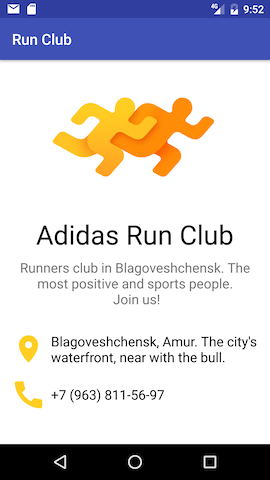 4G 9:52
Run Club
Adidas Run Club
Runners club in Blagoveshchensk. The
most positive and sports people.
Join us!
Blagoveshchensk, Amur. The city's
waterfront, near with the bull.
+7 (963) 811-56-97